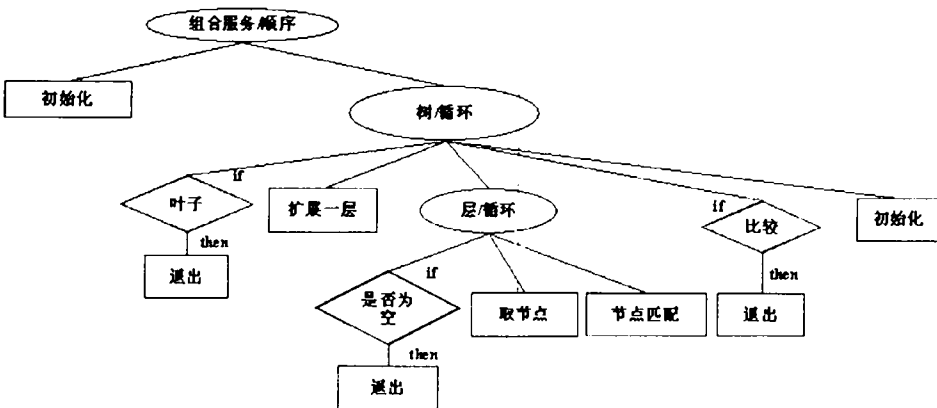 组合服务/顺序
初始化
树/循环
if
叶子
then
退出
扩展一层
层/循环
if
是否为
空
then
退出
取节点
节点匹配
if
比较
then
退出
初始化